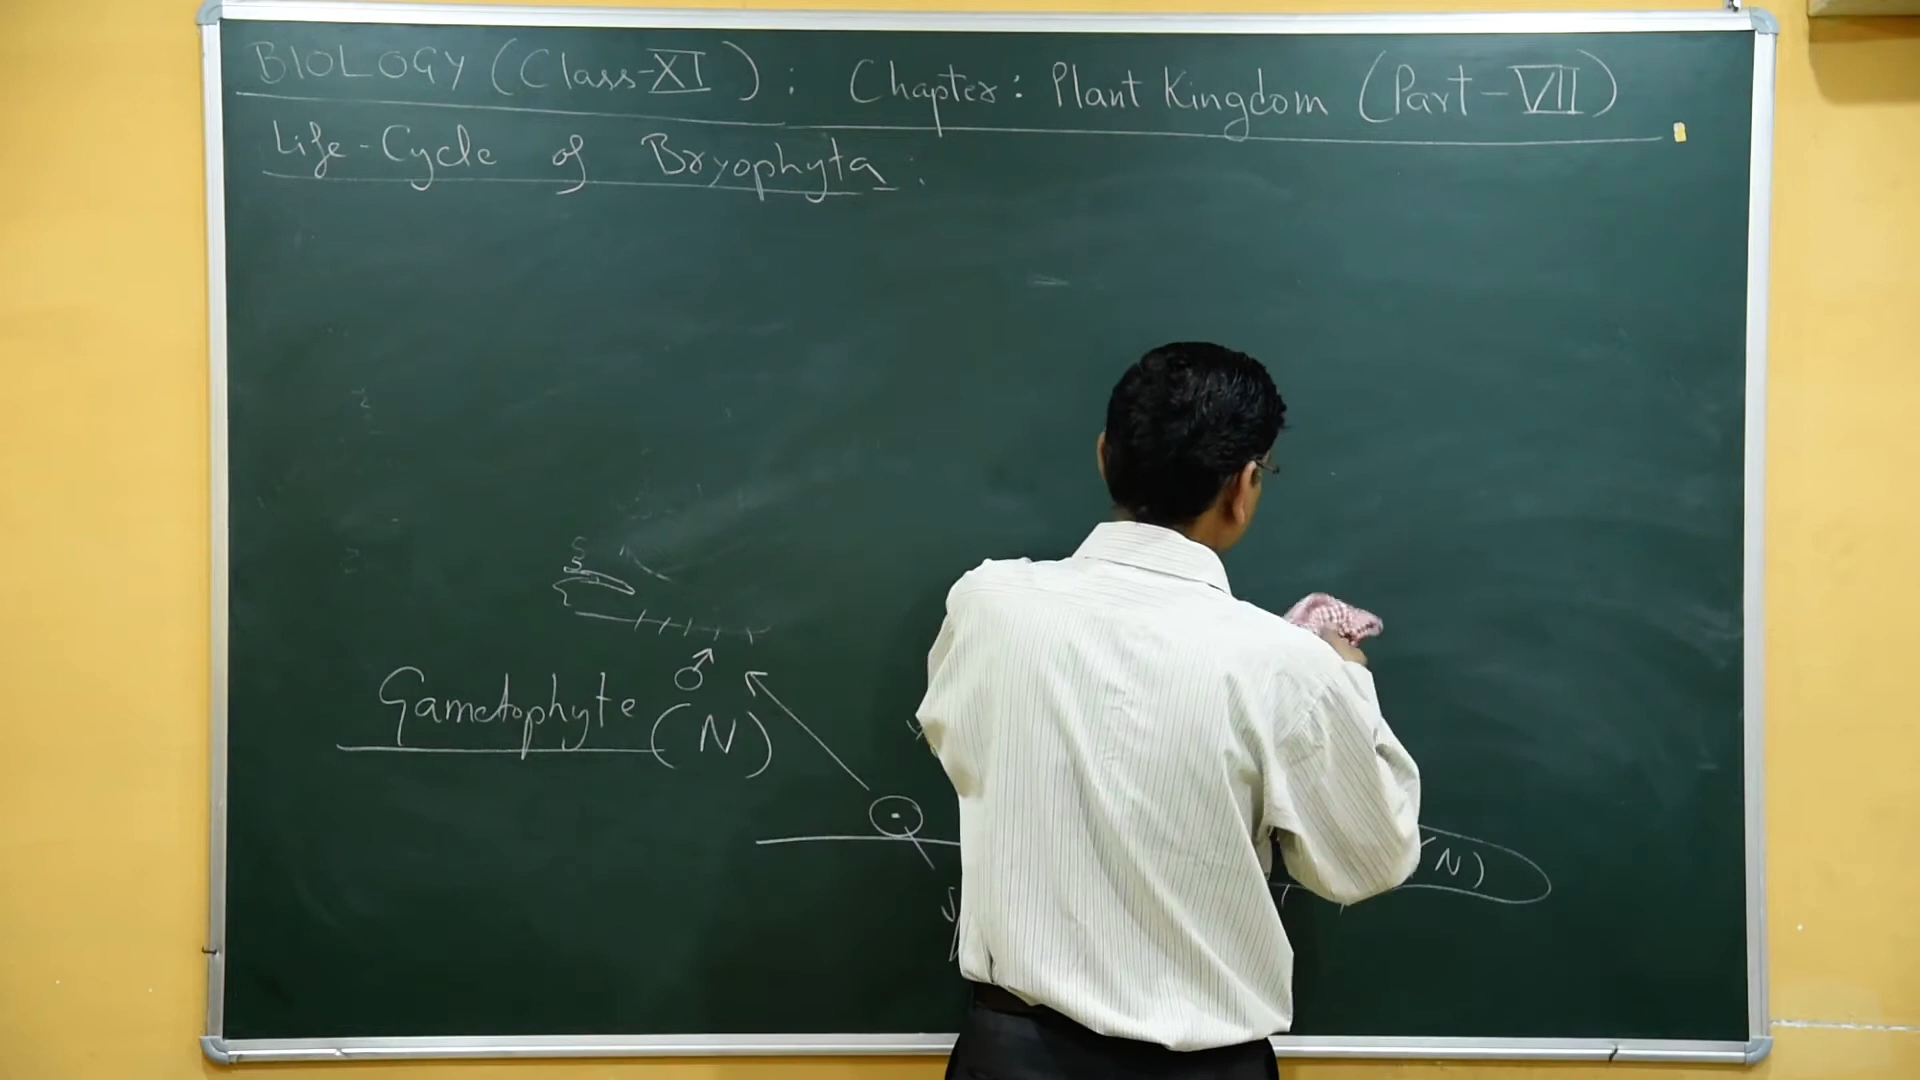 BIOLOGY (Class-XI) : Chapter: Plant Kingdom (Part-VII)
Life-Cycle of Bryophyta :
♂
Gametophyte (N)
(N)